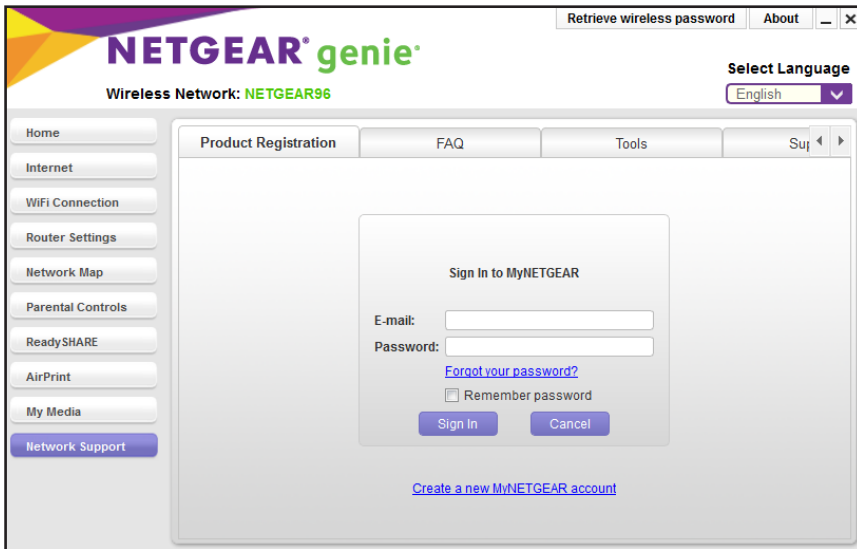 Retrieve wireless password About
NETGEAR® genie®
Select Language
Wireless Network: NETGEAR96
English
Home
Internet
WiFi Connection
Router Settings
Network Map
Parental Controls
ReadySHARE
AirPrint
My Media
Network Support
Product Registration FAQ Tools
Sign In to MyNETGEAR
E-mail:
Password:
Forgot your password?
Remember password
Sign In Cancel
Create a new MyNETGEAR account